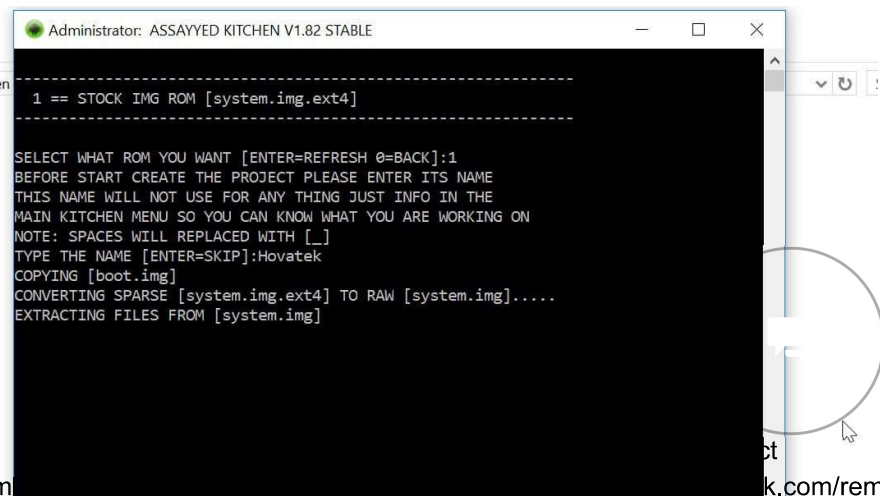 Administrator: ASSAYYED KITCHEN V1.82 STABLE
en
------------------------------------------------------------
1 == STOCK IMG ROM [system.img.ext4]
------------------------------------------------------------
SELECT WHAT ROM YOU WANT [ENTER=REFRESH 0=BACK]:1
BEFORE START CREATE THE PROJECT PLEASE ENTER ITS NAME
THIS NAME WILL NOT USE FOR ANY THING JUST INFO IN THE
MAIN KITCHEN MENU SO YOU CAN KNOW WHAT YOU ARE WORKING ON
NOTE: SPACES WILL REPLACED WITH [_]
TYPE THE NAME [ENTER=SKIP]:Hovatek
COPYING [boot.img]
CONVERTING SPARSE [system.img.ext4] TO RAW [system.img].....
EXTRACTING FILES FROM [system.img]
ct
k.com/rem